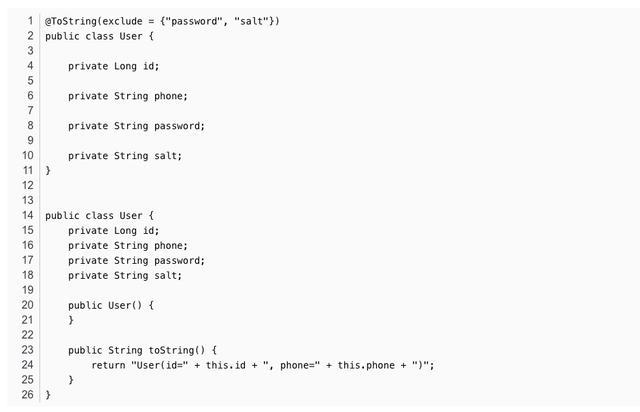 1 @ToString(exclude = {"password", "salt"})
2 public class User {
3
4     private Long id;
5
6     private String phone;
7
8     private String password;
9
10     private String salt;
11 }
12
13
14 public class User {
15     private Long id;
16     private String phone;
17     private String password;
18     private String salt;
19
20     public User() {
21     }
22
23     public String toString() {
24         return "User(id=" + this.id + ", phone=" + this.phone + ")";
25     }
26 }